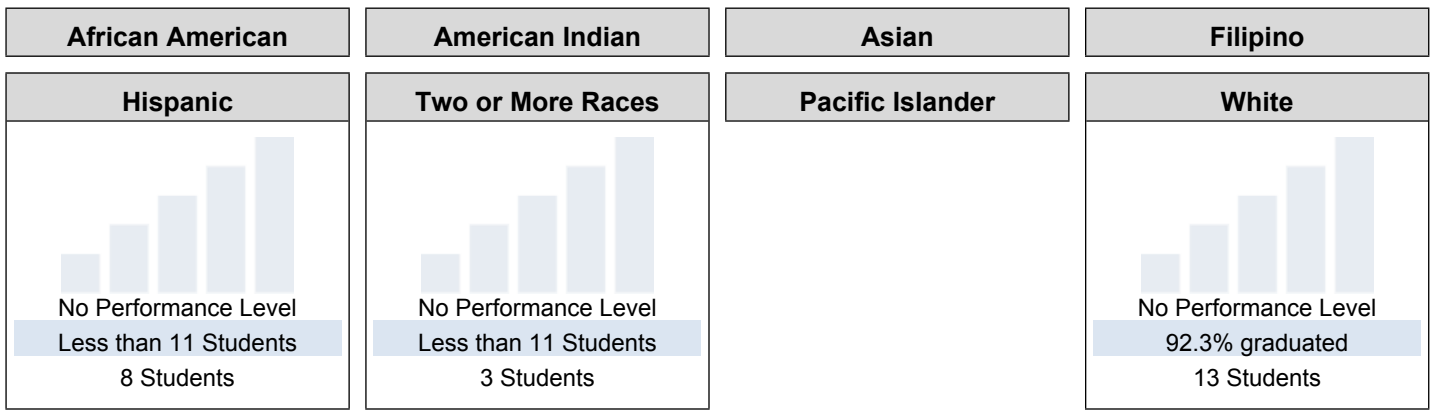 African American
American Indian
Asian
Filipino
Hispanic
No Performance Level
Less than 11 Students
8 Students
Two or More Races
No Performance Level
Less than 11 Students
3 Students
Pacific Islander
White
No Performance Level
92.3% graduated
13 Students